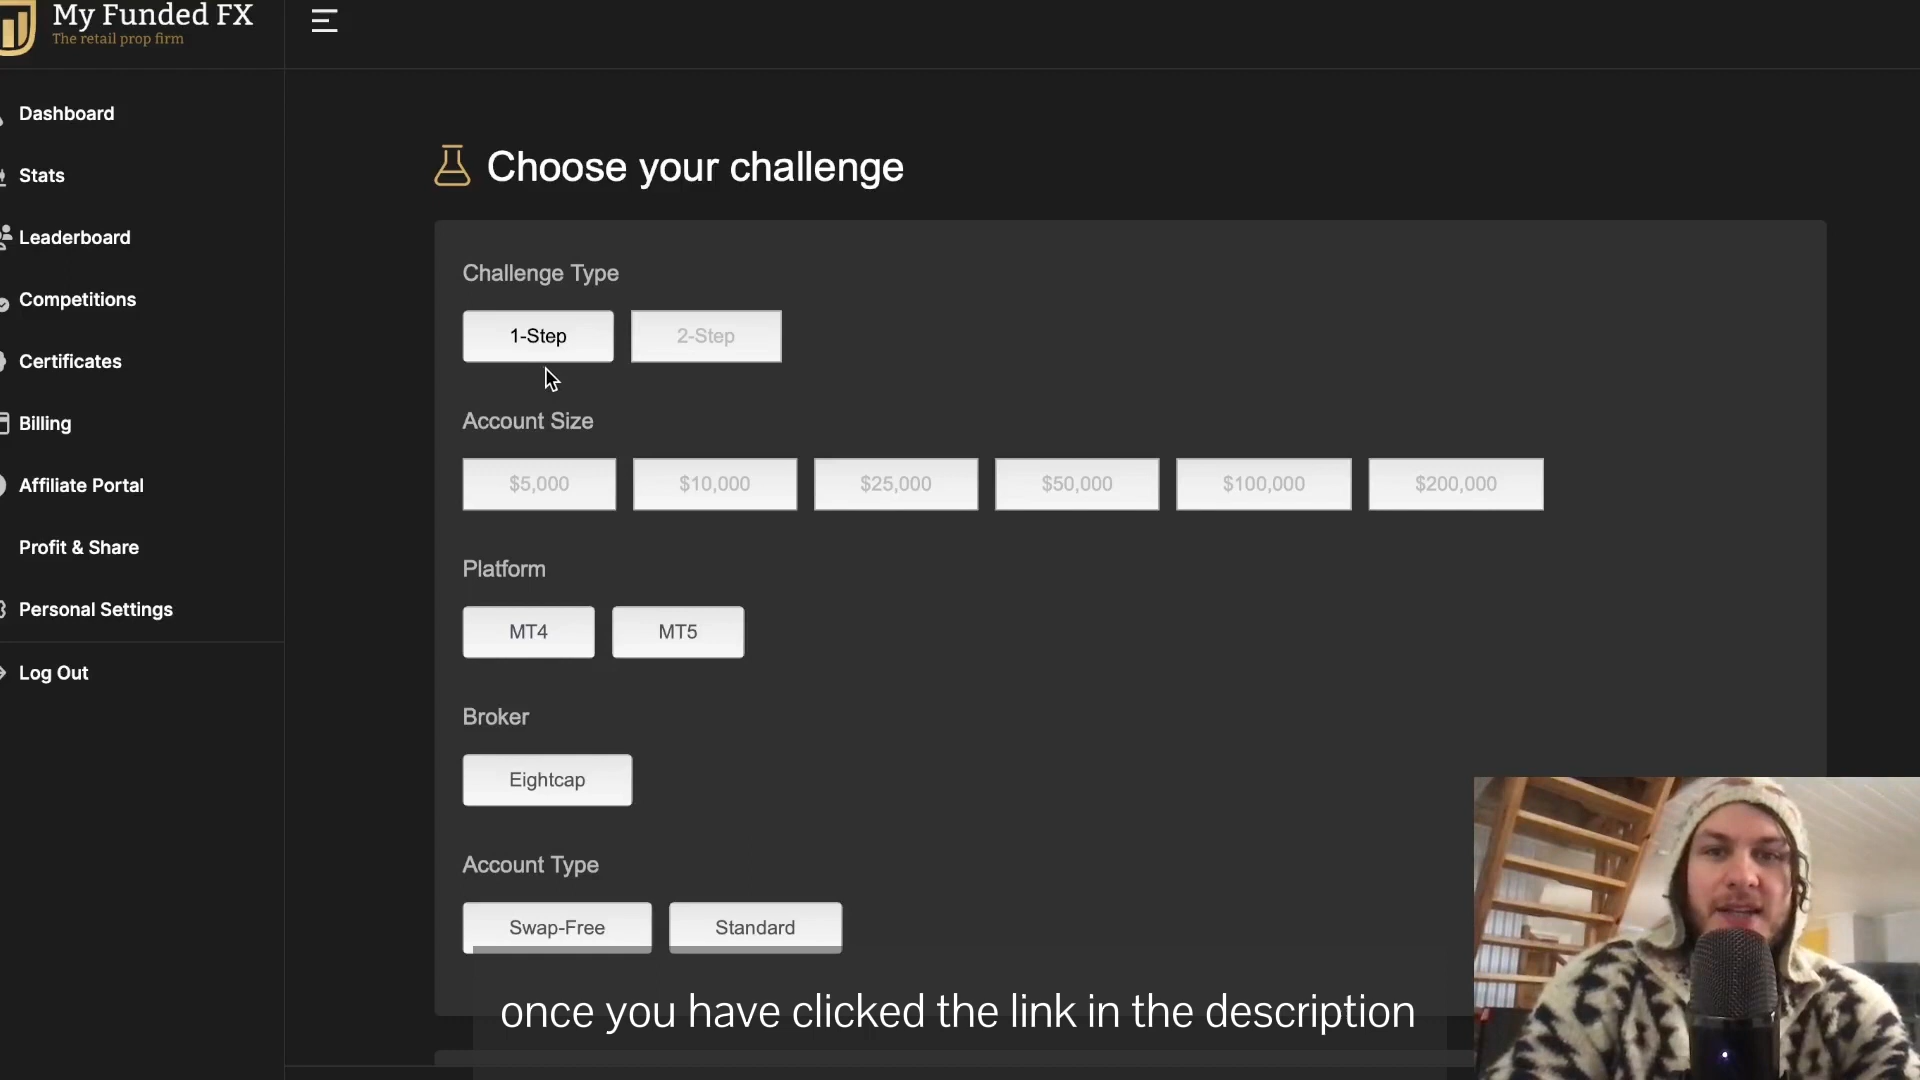 My Funded FX
The retail prop firm
Dashboard
Stats
Leaderboard
Competitions
Certificates
Billing
Affiliate Portal
Profit & Share
Personal Settings
Log Out
Choose your challenge
Challenge Type
1-Step 2-Step
Account Size
$5,000 $10,000 $25,000 $50,000 $100,000 $200,000
Platform
MT4 MT5
Broker
Eightcap
Account Type
Swap-Free Standard
once you have clicked the link in the description